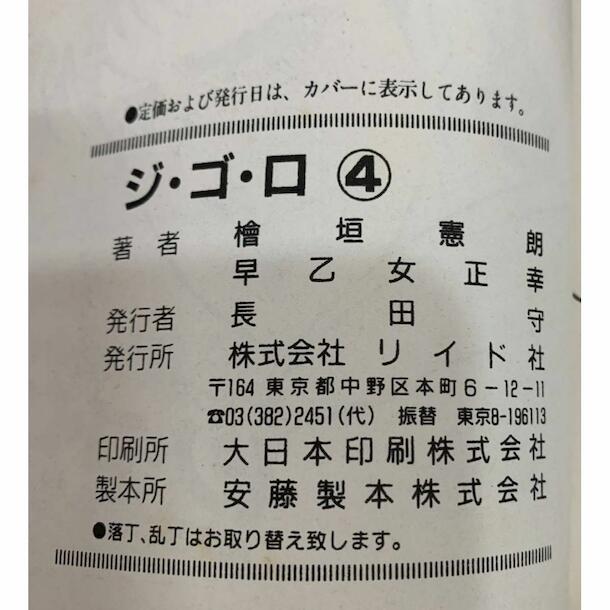 ●定価および発行日は、カバーに表示してあります。
ジ・ゴ・ロ ④
著者 檜垣憲朗
早乙女正幸
発行者 長田守
発行所 株式会社 リイド社
〒164 東京都中野区本町6-12-11
☎03(382)2451(代) 振替 東京8-196113
印刷所 大日本印刷株式会社
製本所 安藤製本株式会社
●落丁、乱丁はお取り替え致します。